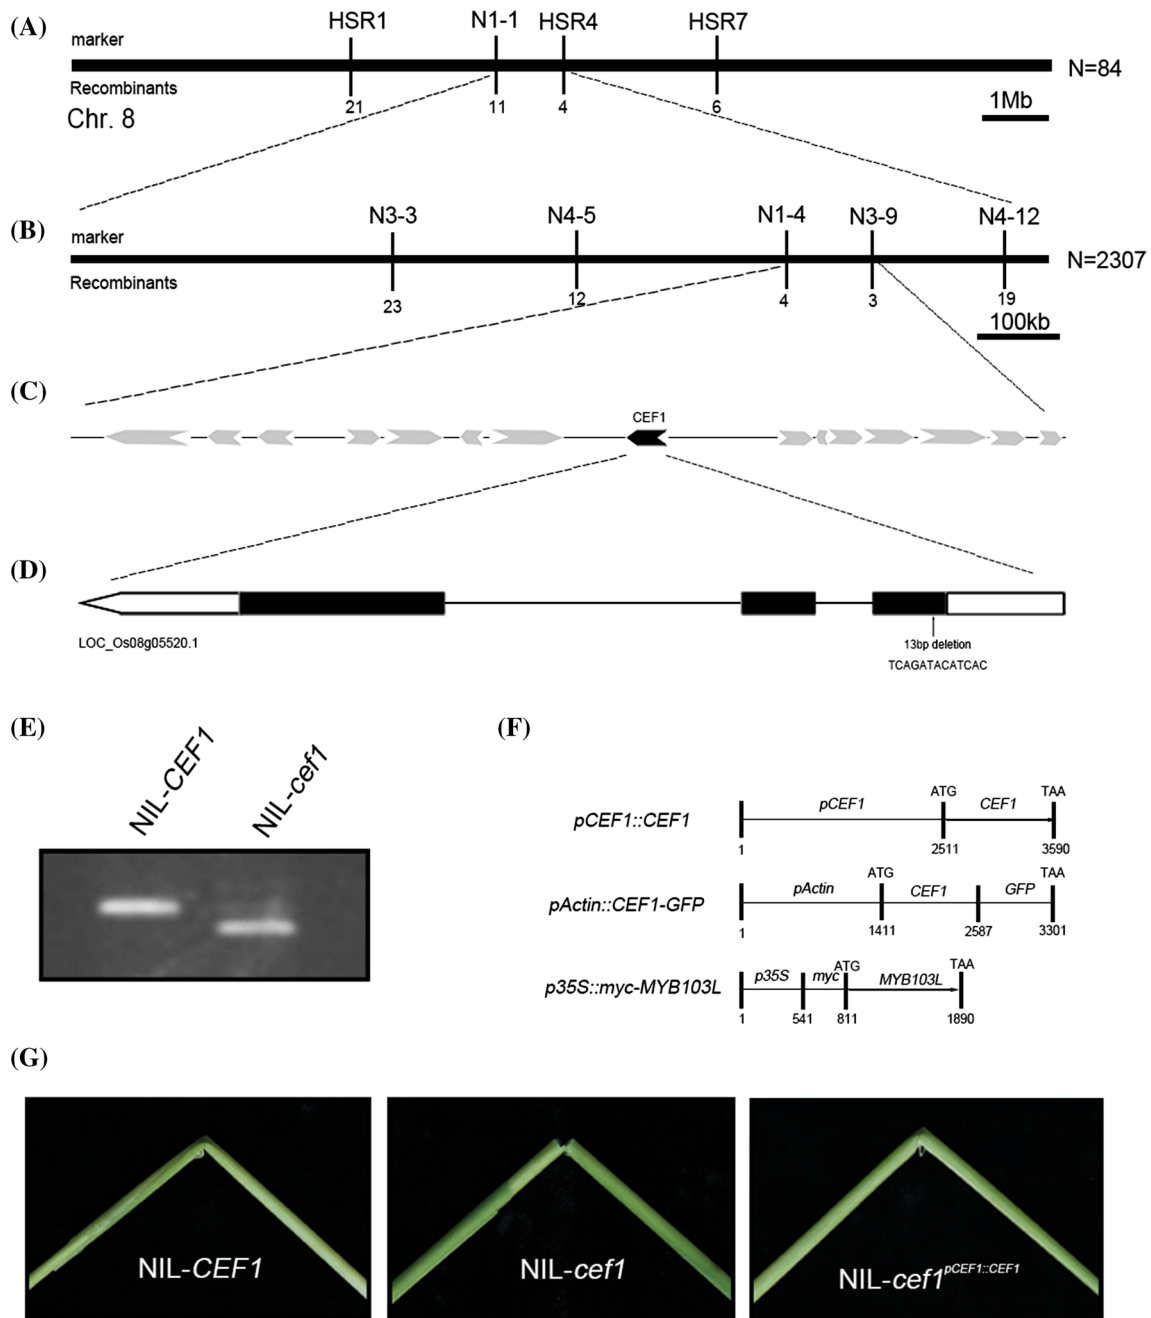 (A)
HSR1 N1-1 HSR4 HSR7
marker
N=84
Recombinants
21 11 4 6
Chr. 8
1Mb
(B)
N3-3 N4-5 N1-4 N3-9 N4-12
marker
N=2307
Recombinants
23 12 4 3 19
100kb
(C)
CEF1
(D)
LOC_Os08g05520.1
13bp deletion
TCAGATACATCAC
(E)
NIL-CEF1
NIL-cef1
(F)
ATG TAA
pCEF1::CEF1 pCEF1 CEF1
1 2511 3590
ATG TAA
pActin::CEF1-GFP pActin CEF1 GFP
1 1411 2587 3301
ATG TAA
p35S::myc-MYB103L p35S myc MYB103L
1 541 811 1890
(G)
NIL-CEF1
NIL-cef1
NIL-cef1pCEF1::CEF1